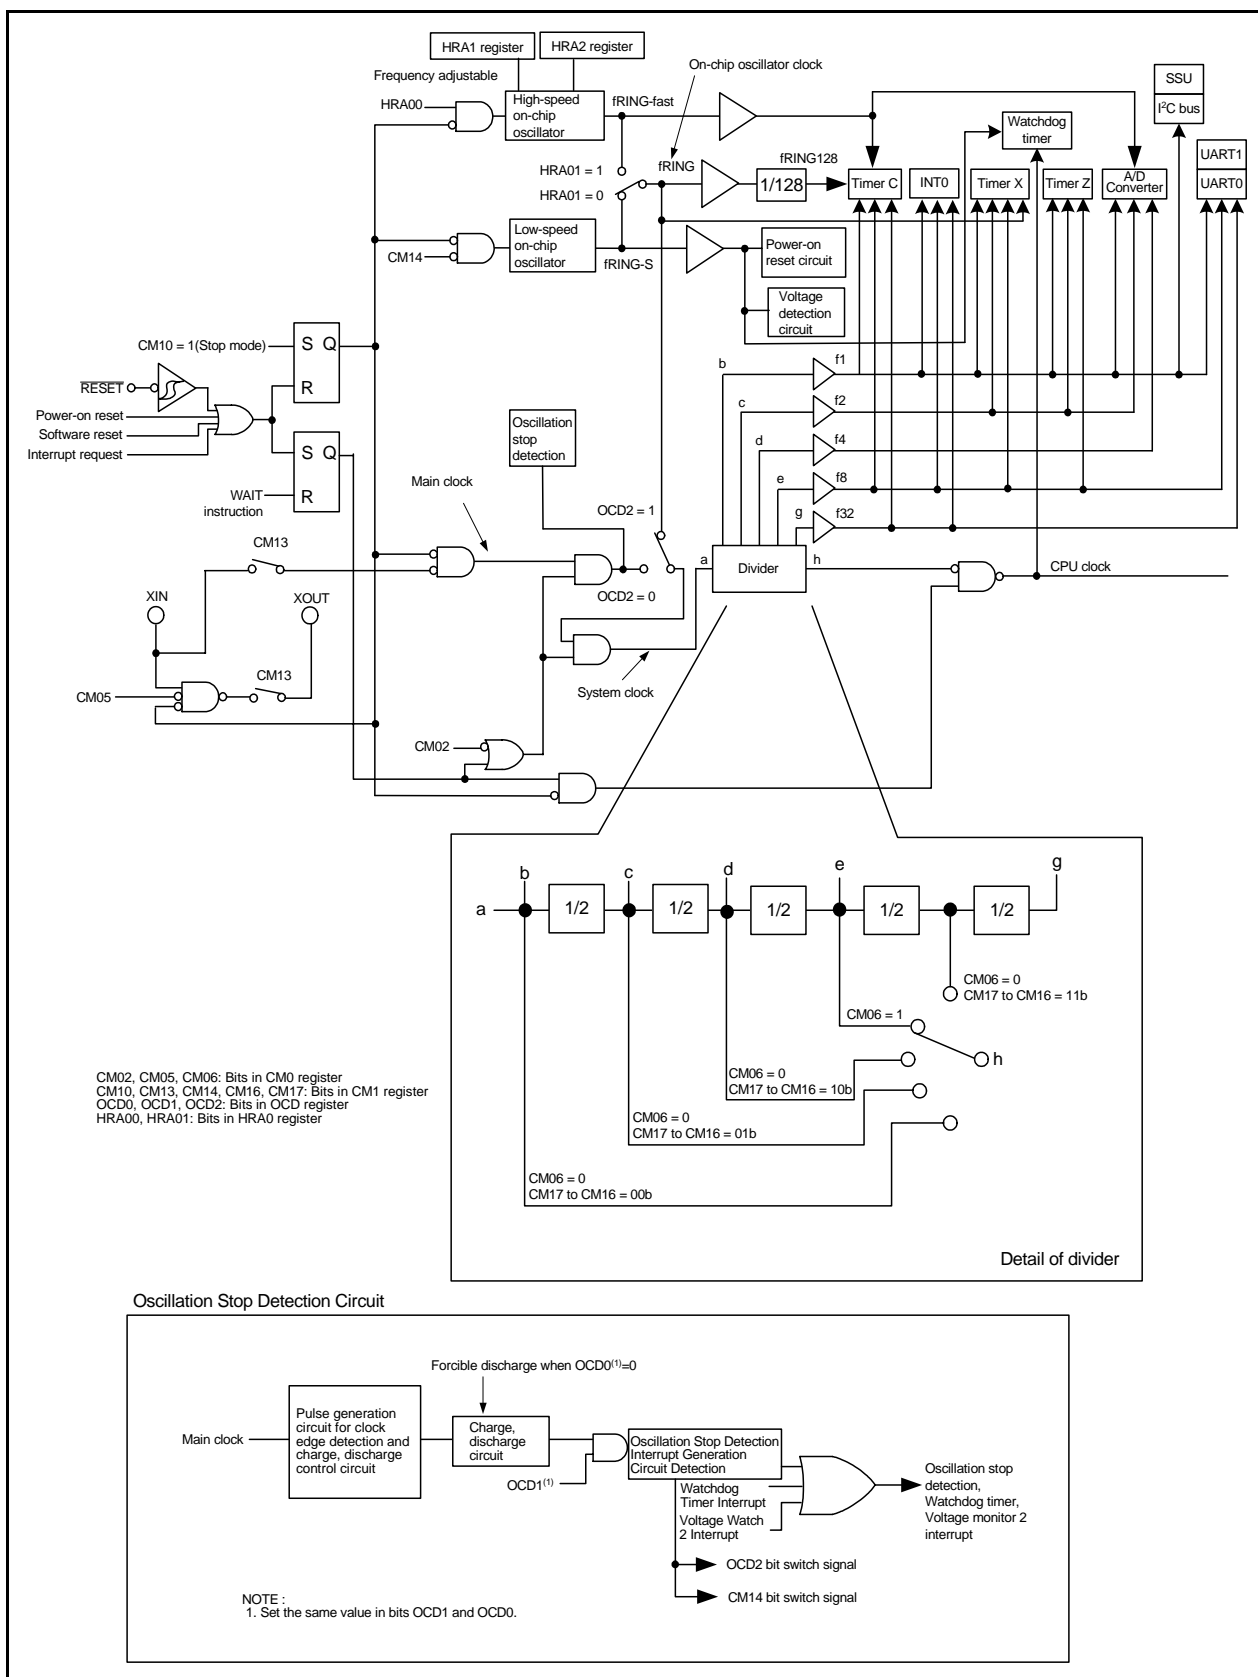 HRA1 register
HRA2 register
On-chip oscillator clock
Frequency adjustable
HRA00
High-speed
on-chip
oscillator
fRING-fast
SSU
I²C bus
Watchdog
timer
HRA01 = 1
HRA01 = 0
fRING
fRING128
1/128
Timer C
INT0
Timer X
Timer Z
A/D
Converter
UART1
UART0
CM14
Low-speed
on-chip
oscillator
fRING-S
Power-on
reset circuit
Voltage
detection
circuit
CM10 = 1(Stop mode)
S Q
R
RESET
Power-on reset
Software reset
Interrupt request
S Q
R
WAIT
instruction
b
f1
c
f2
d
f4
e
f8
g
f32
Oscillation
stop
detection
Main clock
OCD2 = 1
OCD2 = 0
a
Divider
h
CPU clock
CM13
XIN
XOUT
CM13
CM05
System clock
CM02
b
c
d
e
g
a
1/2
1/2
1/2
1/2
1/2
CM06 = 0
CM17 to CM16 = 11b
CM06 = 1
h
CM06 = 0
CM17 to CM16 = 10b
CM06 = 0
CM17 to CM16 = 01b
CM06 = 0
CM17 to CM16 = 00b
Detail of divider
CM02, CM05, CM06: Bits in CM0 register
CM10, CM13, CM14, CM16, CM17: Bits in CM1 register
OCD0, OCD1, OCD2: Bits in OCD register
HRA00, HRA01: Bits in HRA0 register
Oscillation Stop Detection Circuit
Forcible discharge when OCD0(1)=0
Main clock
Pulse generation
circuit for clock
edge detection and
charge, discharge
control circuit
Charge,
discharge
circuit
OCD1(1)
Oscillation Stop Detection
Interrupt Generation
Circuit Detection
Watchdog
Timer Interrupt
Voltage Watch
2 Interrupt
Oscillation stop
detection,
Watchdog timer,
Voltage monitor 2
interrupt
OCD2 bit switch signal
CM14 bit switch signal
NOTE :
1. Set the same value in bits OCD1 and OCD0.